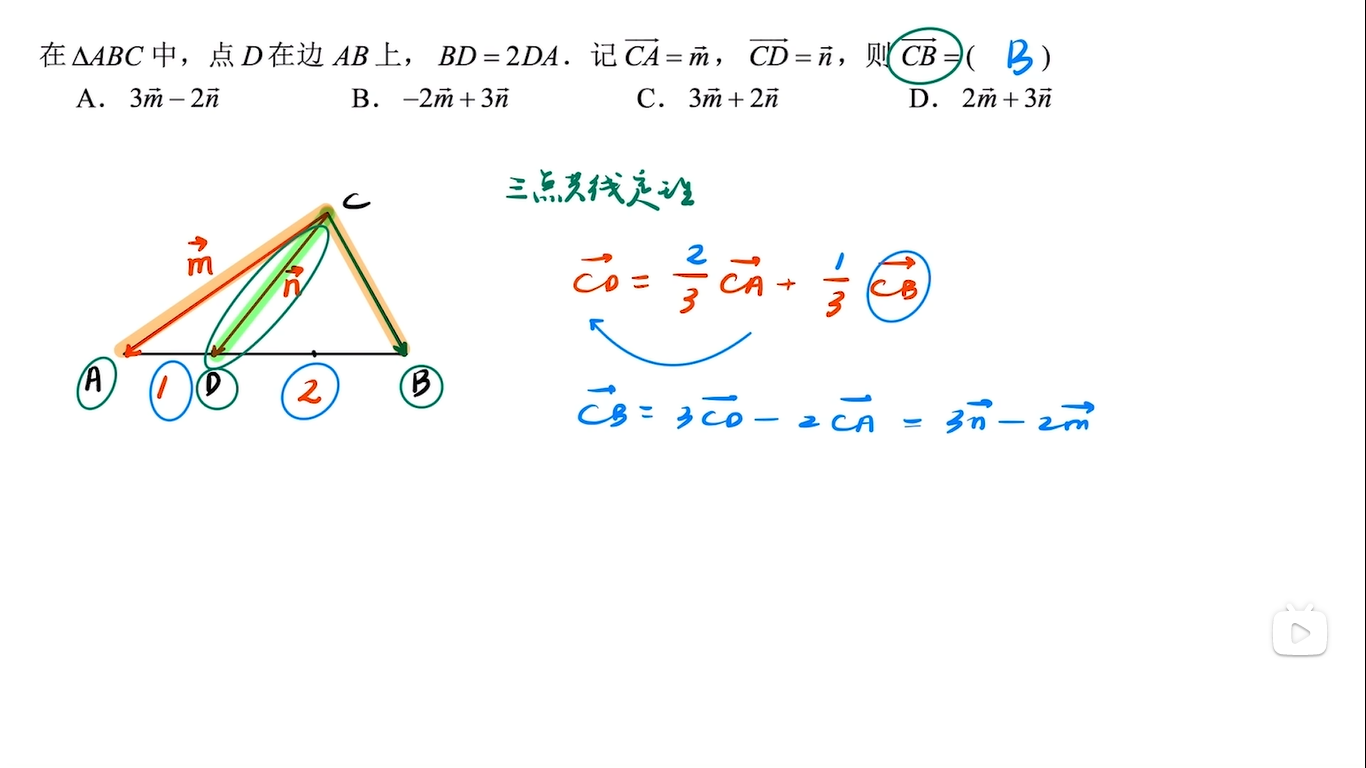 在 ΔABC 中，点 D 在边 AB 上， BD = 2DA．记 $\overrightarrow{CA} = \vec{m}$， $\overrightarrow{CD} = \vec{n}$，则 $\overrightarrow{CB}$ =( B )
A． $3\vec{m} - 2\vec{n}$ B． $-2\vec{m} + 3\vec{n}$ C． $3\vec{m} + 2\vec{n}$ D． $2\vec{m} + 3\vec{n}$
三点共线定理
C
$\vec{m}$
$\vec{n}$
$\overrightarrow{CD} = \frac{2}{3}\overrightarrow{CA} + \frac{1}{3}\overrightarrow{CB}$
A 1 D 2 B
$\overrightarrow{CB} = 3\overrightarrow{CD} - 2\overrightarrow{CA} = 3\vec{n} - 2\vec{m}$